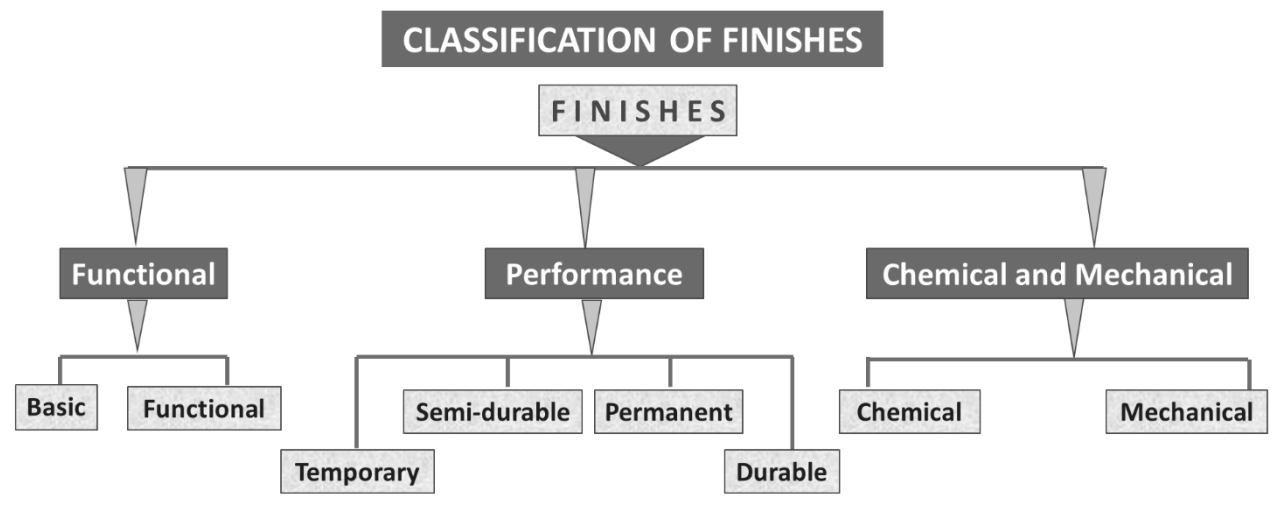 CLASSIFICATION OF FINISHES
FINISHES
Functional
Performance
Chemical and Mechanical
Basic
Functional
Semi-durable
Permanent
Chemical
Mechanical
Temporary
Durable